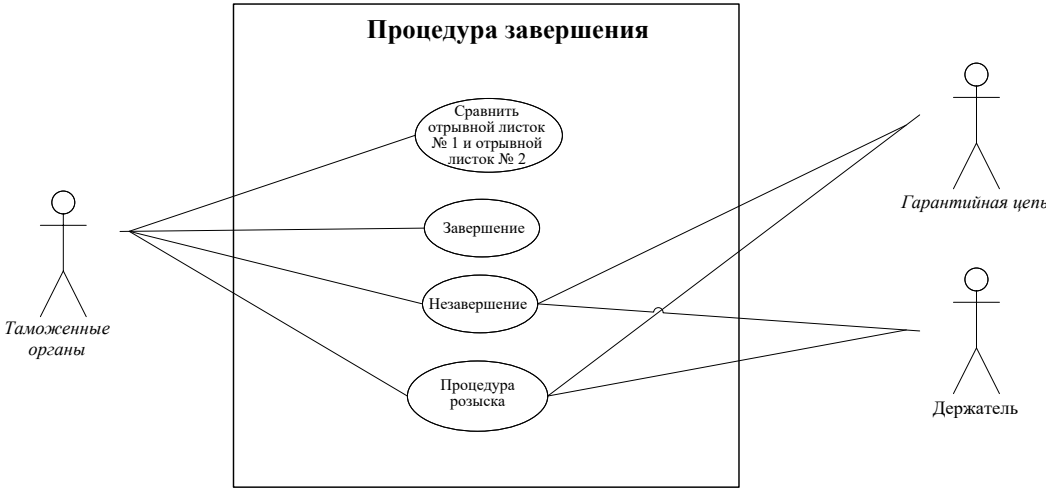 Процедура завершения
Сравнить
отрывной листок
№ 1 и отрывной
листок № 2
Завершение
Незавершение
Процедура
розыска
Таможенные
органы
Гарантийная цепь
Держатель